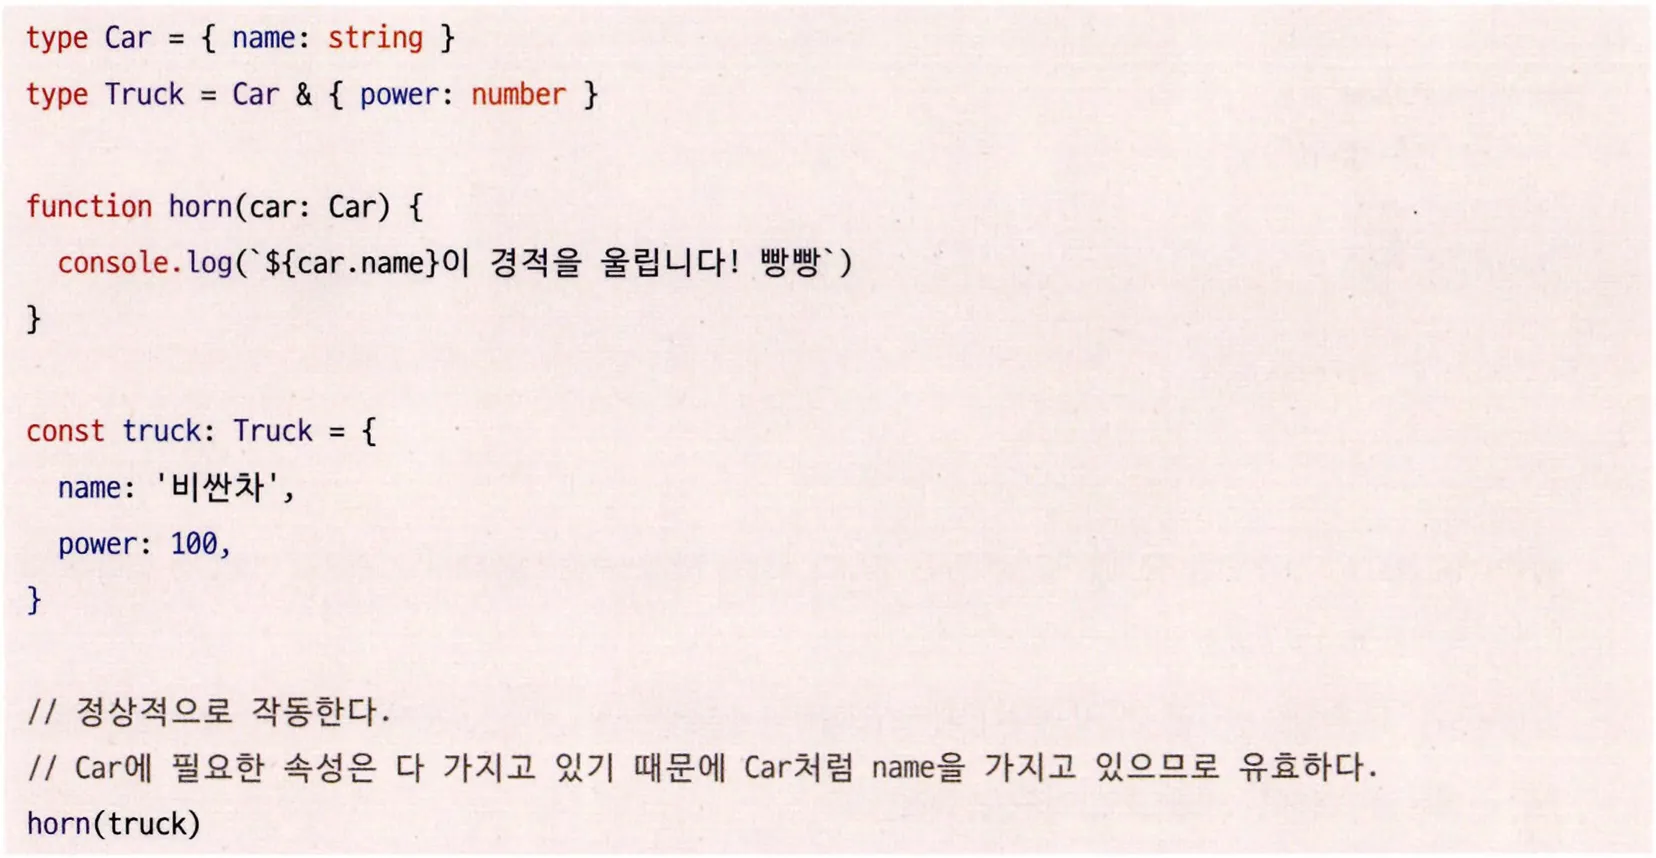 type Car = { name: string }
type Truck = Car & { power: number }
function horn(car: Car) {
console.log(`${car.name}이 경적을 울립니다! 빵빵`)
}
const truck: Truck = {
name: '비싼차',
power: 100,
}
// 정상적으로 작동한다.
// Car에 필요한 속성은 다 가지고 있기 때문에 Car처럼 name을 가지고 있으므로 유효하다.
horn(truck)